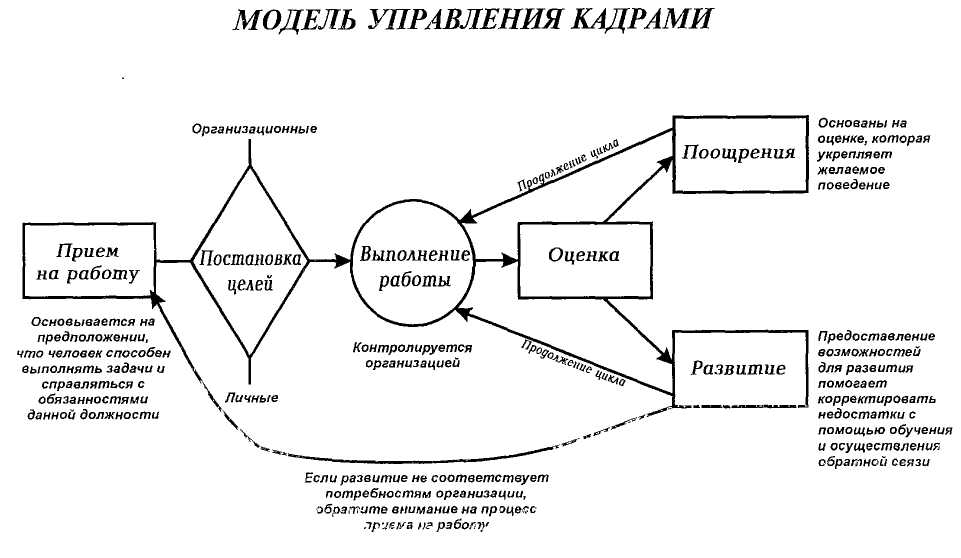 МОДЕЛЬ УПРАВЛЕНИЯ КАДРАМИ
Организационные
Прием
на работу
Основывается на
предположении,
что человек способен
выполнять задачи и
справляться с
обязанностями
данной должности
Постановка
целей
Личные
Выполнение
работы
Контролируется
организацией
Оценка
Продолжение цикла
Поощрения
Основаны на
оценке, которая
укрепляет
желаемое
поведение
Продолжение цикла
Развитие
Предоставление
возможностей
для развития
помогает
корректировать
недостатки с
помощью обучения
и осуществления
обратной связи
Если развитие не соответствует
потребностям организации,
обратите внимание на процесс
приема на работу